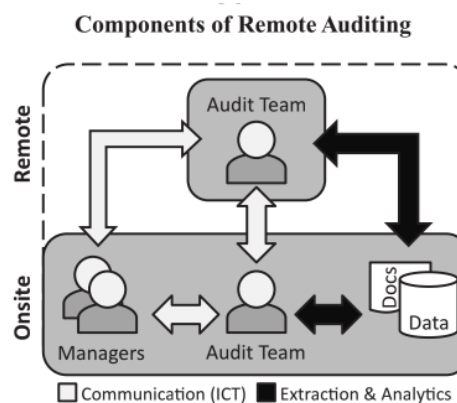 Components of Remote Auditing
Remote
Audit Team
Onsite
Managers
Audit Team
Docs
Data
Communication (ICT)
Extraction & Analytics